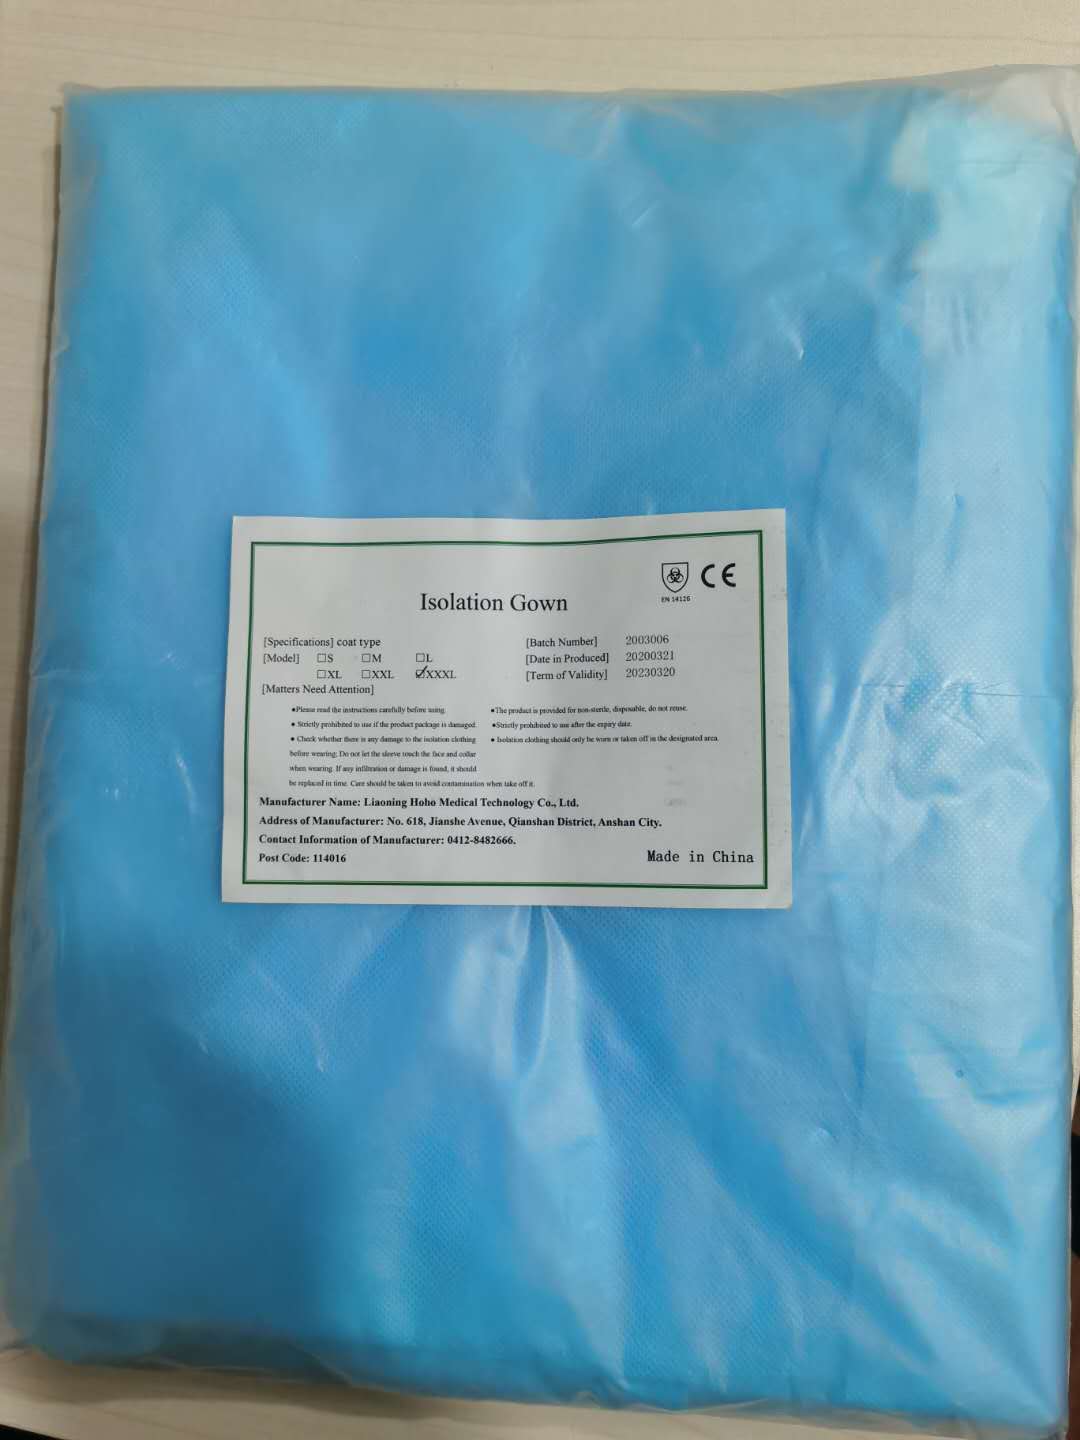 CE
EN 14126
Isolation Gown
[Specifications] coat type
[Model] □S □M □L
□XL □XXL ☑XXXL
[Batch Number] 2003006
[Date in Produced] 20200321
[Term of Validity] 20230320
[Matters Need Attention]
●Please read the instructions carefully before using.
● Strictly prohibited to use if the product package is damaged.
● Check whether there is any damage to the isolation clothing
before wearing; Do not let the sleeve touch the face and collar
when wearing. If any infiltration or damage is found, it should
be replaced in time. Care should be taken to avoid contamination when take off it.
●The product is provided for non-sterile, disposable, do not reuse.
●Strictly prohibited to use after the expiry date.
● Isolation clothing should only be worn or taken off in the designated area.
Manufacturer Name: Liaoning Hoho Medical Technology Co., Ltd.
Address of Manufacturer: No. 618, Jianshe Avenue, Qianshan District, Anshan City.
Contact Information of Manufacturer: 0412-8482666.
Post Code: 114016
Made in China